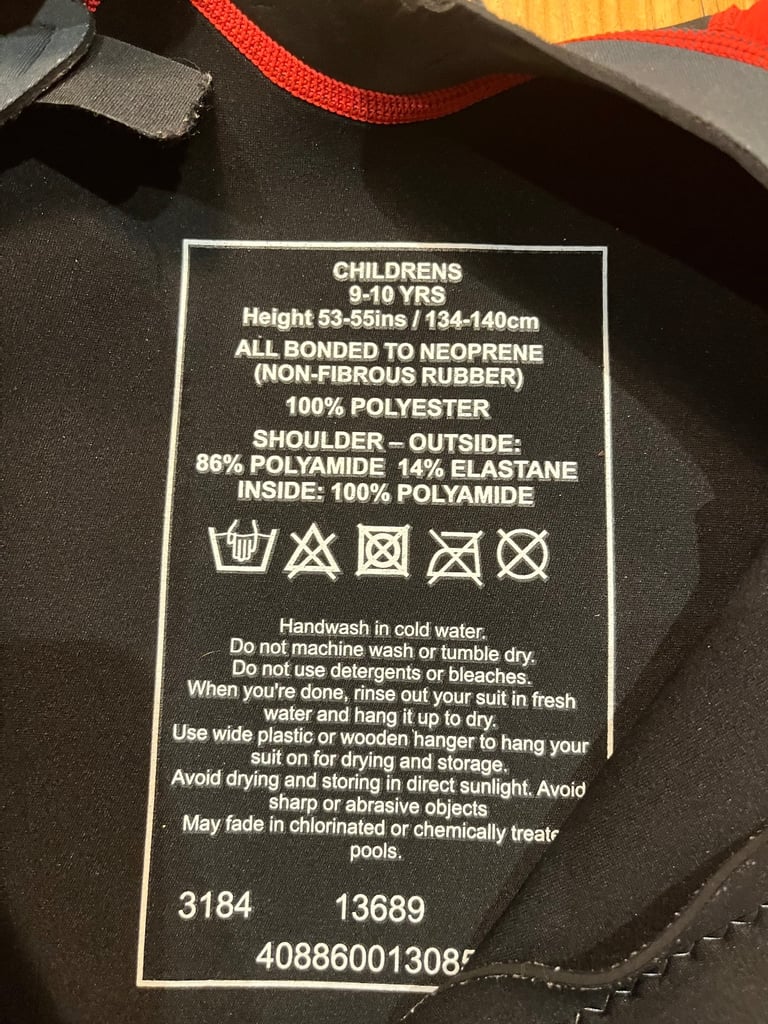 CHILDRENS
9-10 YRS
Height 53-55ins / 134-140cm
ALL BONDED TO NEOPRENE
(NON-FIBROUS RUBBER)
100% POLYESTER
SHOULDER – OUTSIDE:
86% POLYAMIDE 14% ELASTANE
INSIDE: 100% POLYAMIDE
Handwash in cold water.
Do not machine wash or tumble dry.
Do not use detergents or bleaches.
When you're done, rinse out your suit in fresh
water and hang it up to dry.
Use wide plastic or wooden hanger to hang your
suit on for drying and storage.
Avoid drying and storing in direct sunlight. Avoid
sharp or abrasive objects
May fade in chlorinated or chemically
pools.
3184 13689